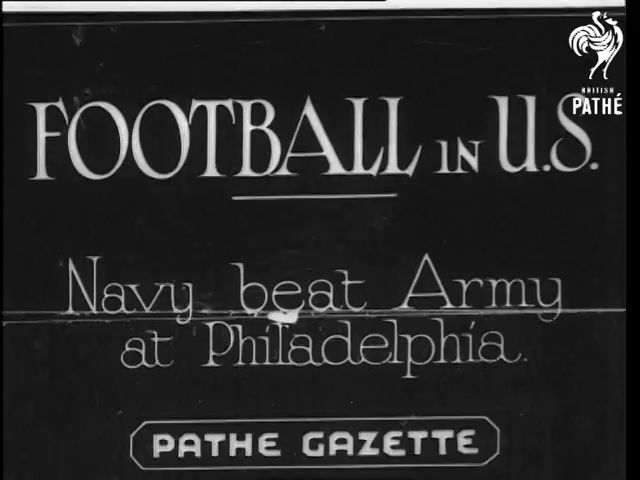 BRITISH
PATHÉ
FOOTBALL IN U.S.
Navy beat Army
at Philadelphia.
PATHE GAZETTE